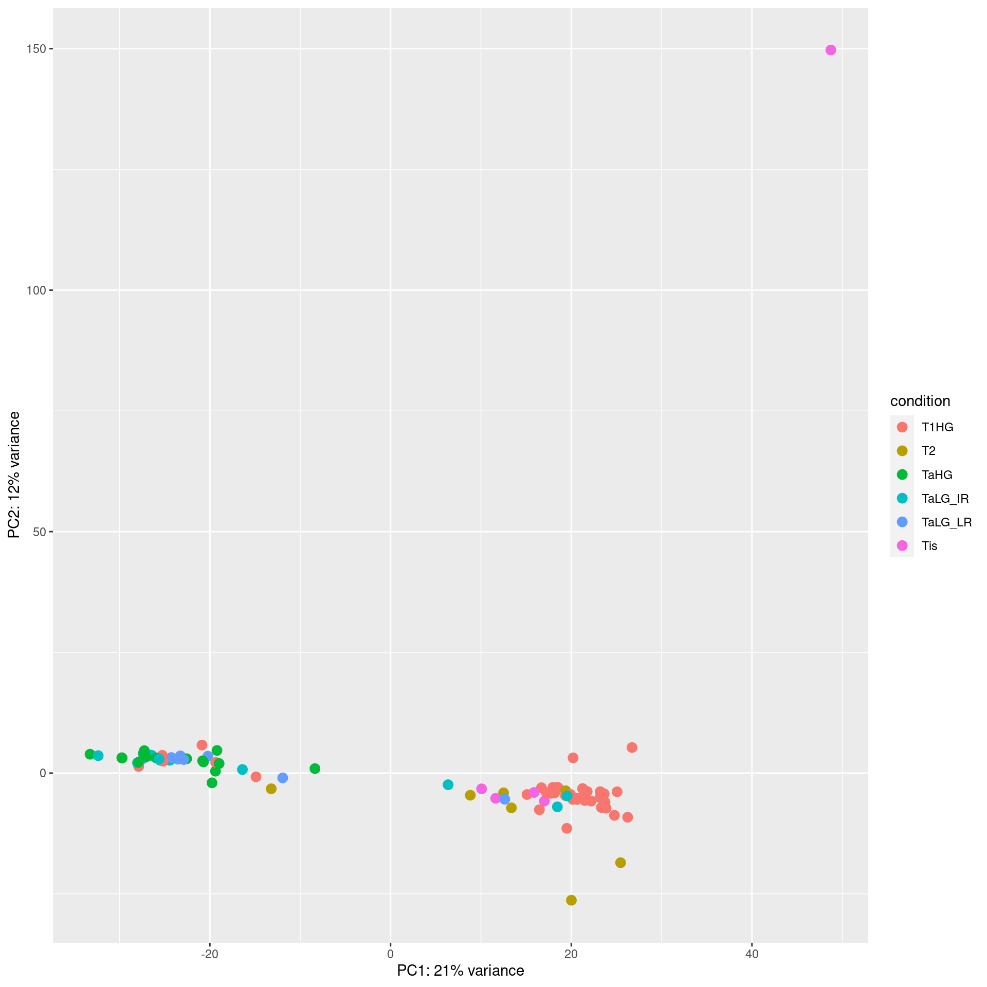 150
100
50
0
-20
0
20
40
PC1: 21% variance
PC2: 12% variance
condition
T1HG
T2
TaHG
TaLG_IR
TaLG_LR
Tis